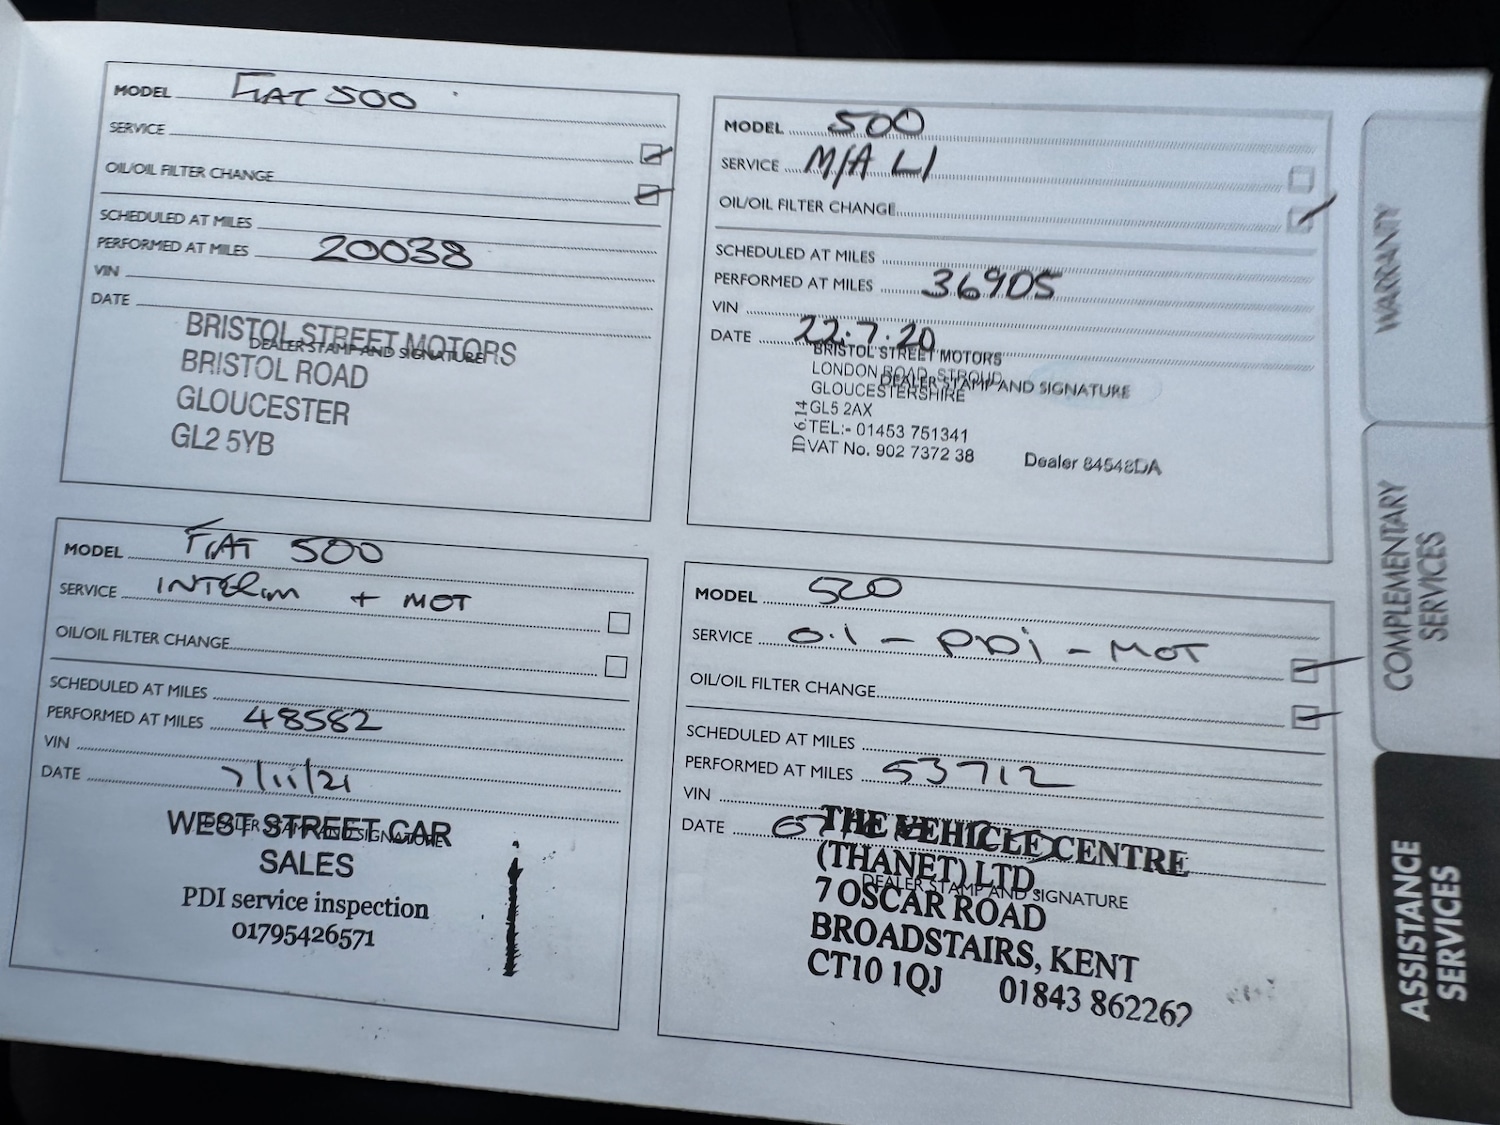 MODEL FIAT 500
SERVICE
OIL/OIL FILTER CHANGE
SCHEDULED AT MILES
PERFORMED AT MILES 20038
VIN
DATE
BRISTOL STREET MOTORS
DEALER STAMP AND SIGNATURE
BRISTOL ROAD
GLOUCESTER
GL2 5YB
MODEL 500
SERVICE M/A LI
OIL/OIL FILTER CHANGE
SCHEDULED AT MILES
PERFORMED AT MILES 36905
VIN
DATE 22.7.20
BRISTOL STREET MOTORS
LONDON ROAD, STROUD
DEALER STAMP AND SIGNATURE
GLOUCESTERSHIRE
GL5 2AX
TEL:- 01453 751341
VAT No. 902 7372 38
Dealer 84548DA
MODEL FIAT 500
SERVICE INTERim + MOT
OIL/OIL FILTER CHANGE
SCHEDULED AT MILES
PERFORMED AT MILES 48582
VIN
DATE 7/11/21
WEST STREET CAR
DEALER STAMP AND SIGNATURE
SALES
PDI service inspection
01795426571
MODEL 500
SERVICE OiL - PDi - MOT
OIL/OIL FILTER CHANGE
SCHEDULED AT MILES
PERFORMED AT MILES 53712
VIN
DATE
THE VEHICLE CENTRE
(THANET) LTD.
DEALER STAMP AND SIGNATURE
7 OSCAR ROAD
BROADSTAIRS, KENT
CT10 1QJ 01843 862262
WARRANTY
COMPLEMENTARY
SERVICES
ASSISTANCE
SERVICES